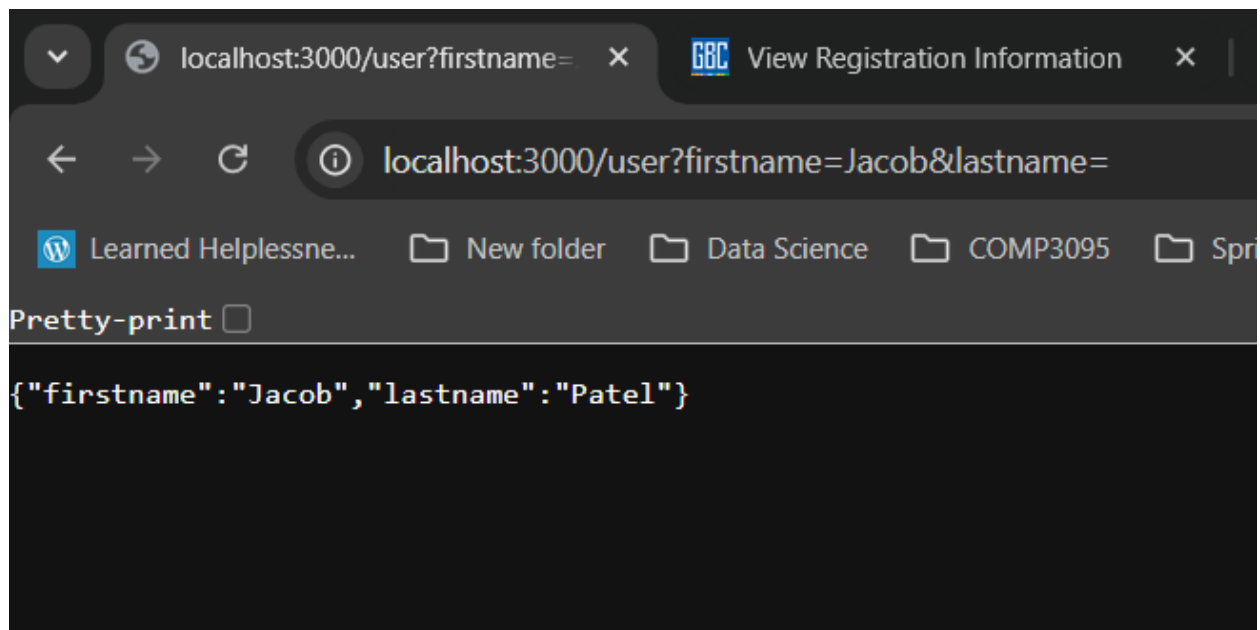 localhost:3000/user?firstname=
GBC View Registration Information
localhost:3000/user?firstname=Jacob&lastname=
Learned Helplessne... New folder Data Science COMP3095 Spri
Pretty-print
{"firstname":"Jacob","lastname":"Patel"}